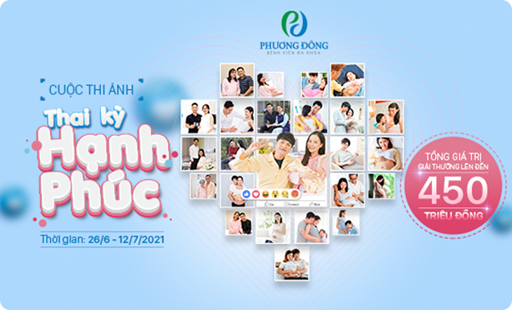 PHƯƠNG ĐÔNG
BỆNH VIỆN ĐA KHOA
CUỘC THI ẢNH
Thai kỳ
Hạnh
Phúc
Thời gian: 26/6 - 12/7/2021
TỔNG GIÁ TRỊ
GIẢI THƯỞNG LÊN ĐẾN
450
TRIỆU ĐỒNG